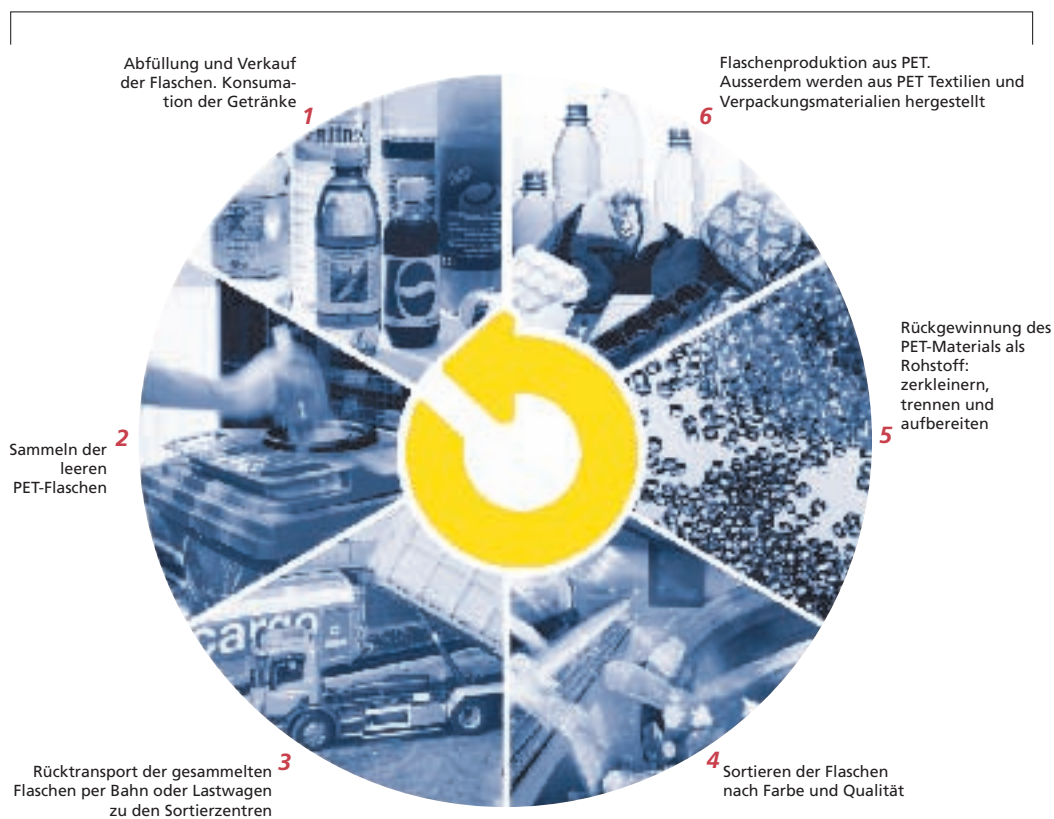 Abfüllung und Verkauf
der Flaschen. Konsuma-
tion der Getränke
1
2
Sammeln der
leeren
PET-Flaschen
3
Rücktransport der gesammelten
Flaschen per Bahn oder Lastwagen
zu den Sortierzentren
4
Sortieren der Flaschen
nach Farbe und Qualität
5
Rückgewinnung des
PET-Materials als
Rohstoff:
zerkleinern,
trennen und
aufbereiten
6
Flaschenproduktion aus PET.
Ausserdem werden aus PET Textilien und
Verpackungsmaterialien hergestellt
cargo